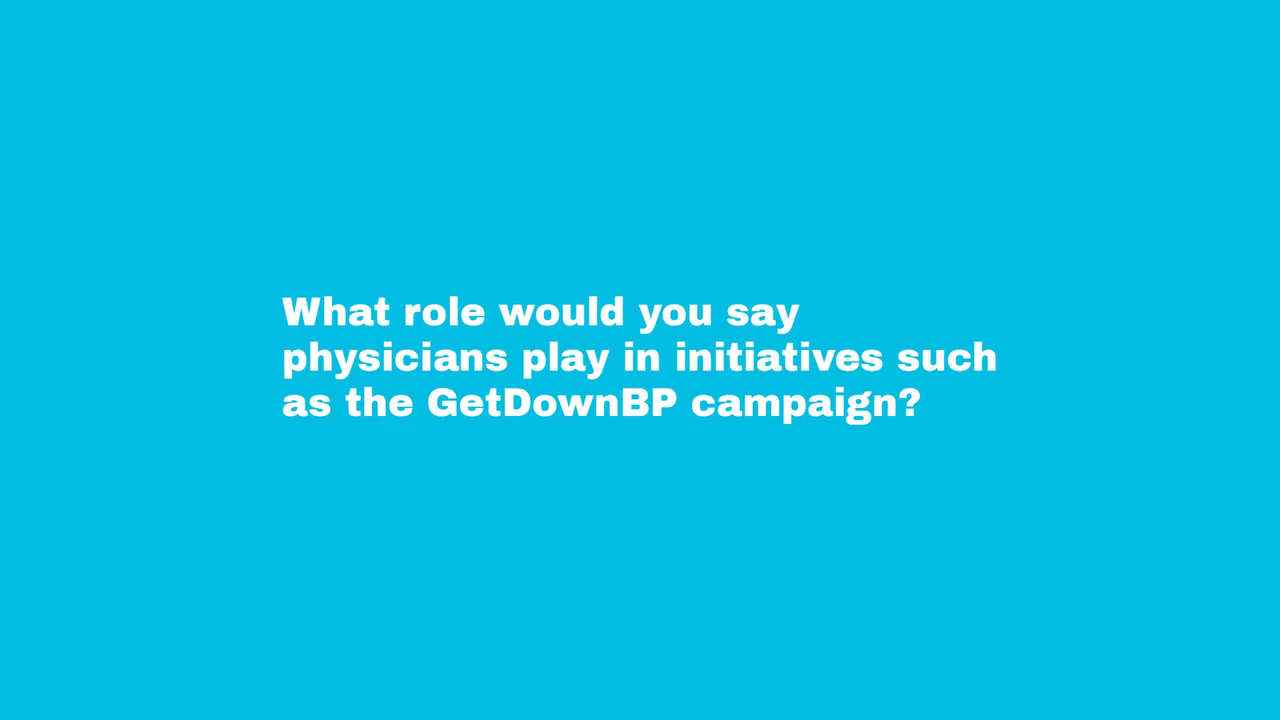 What role would you say
physicians play in initiatives such
as the GetDownBP campaign?